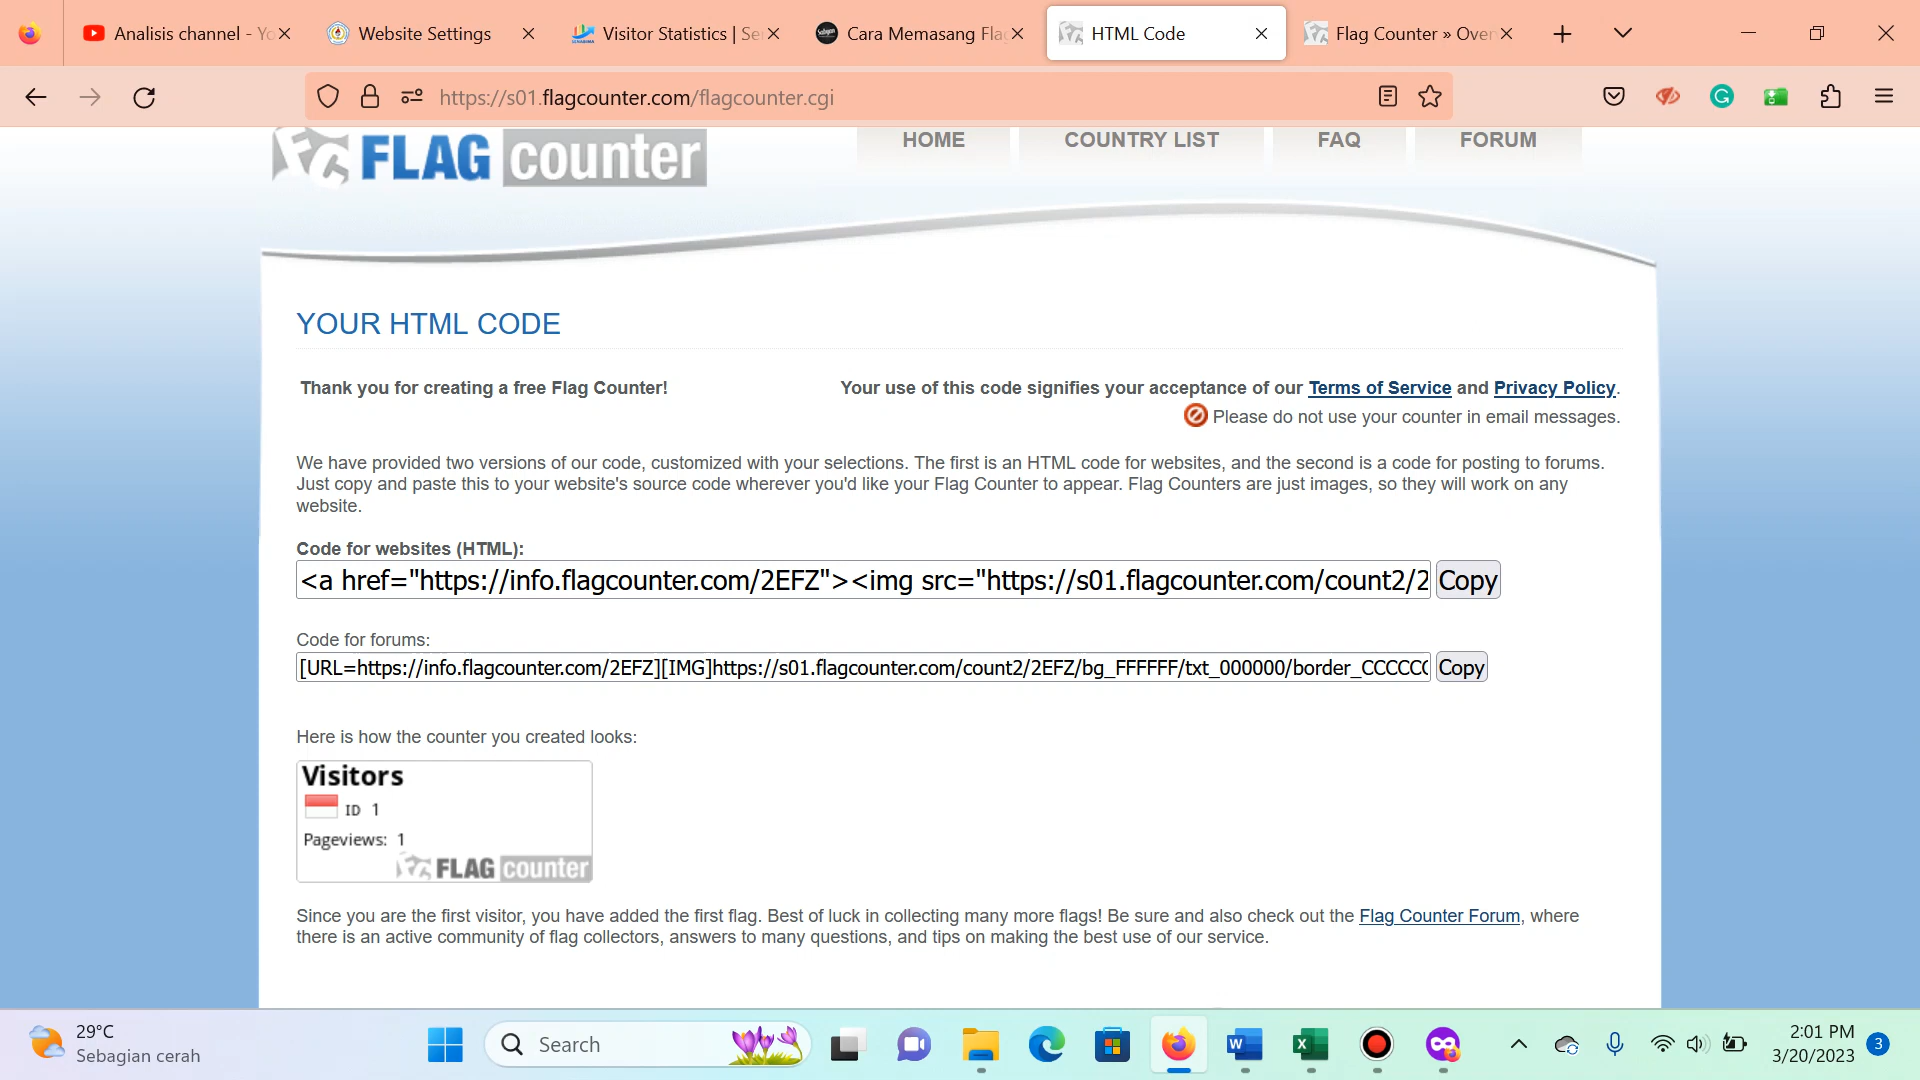 Analisis channel - Yo
Website Settings
Visitor Statistics | Se
Cara Memasang Fla
HTML Code
Flag Counter » Over
https://s01.flagcounter.com/flagcounter.cgi
FLAG counter
HOME
COUNTRY LIST
FAQ
FORUM
YOUR HTML CODE
Thank you for creating a free Flag Counter!
Your use of this code signifies your acceptance of our Terms of Service and Privacy Policy.
Please do not use your counter in email messages.
We have provided two versions of our code, customized with your selections. The first is an HTML code for websites, and the second is a code for posting to forums.
Just copy and paste this to your website's source code wherever you'd like your Flag Counter to appear. Flag Counters are just images, so they will work on any
website.
Code for websites (HTML):
<a href="https://info.flagcounter.com/2EFZ"><img src="https://s01.flagcounter.com/count2/2
Copy
Code for forums:
[URL=https://info.flagcounter.com/2EFZ][IMG]https://s01.flagcounter.com/count2/2EFZ/bg_FFFFFF/txt_000000/border_CCCCCC
Copy
Here is how the counter you created looks:
Visitors
ID 1
Pageviews: 1
FLAG counter
Since you are the first visitor, you have added the first flag. Best of luck in collecting many more flags! Be sure and also check out the Flag Counter Forum, where
there is an active community of flag collectors, answers to many questions, and tips on making the best use of our service.
29°C
Sebagian cerah
Search
2:01 PM
3/20/2023
3